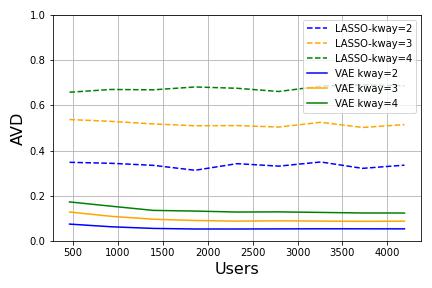 1.0
0.8
0.6
0.4
0.2
0.0
AVD
LASSO-kway=2
LASSO-kway=3
LASSO-kway=4
VAE kway=2
VAE kway=3
VAE kway=4
500 1000 1500 2000 2500 3000 3500 4000
Users